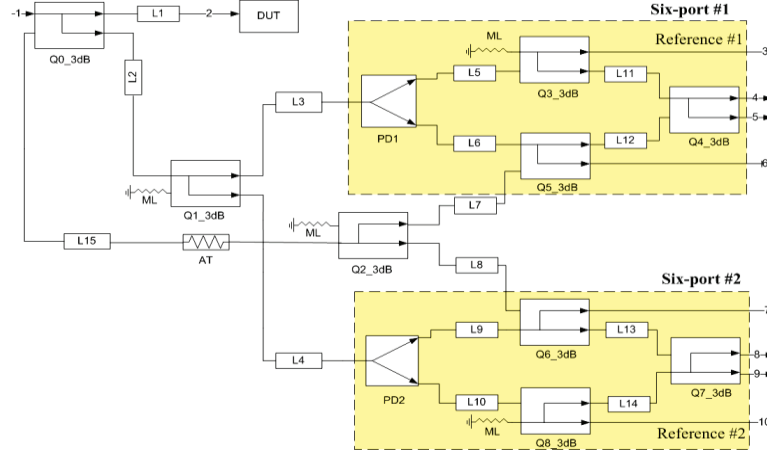 Six-port #1
1
L1
2
DUT
Q0_3dB
ML
Reference #1
3
L2
L5
Q3_3dB
L11
L3
PD1
4
5
L6
L12
Q4_3dB
6
Q5_3dB
ML
Q1_3dB
L7
ML
L15
AT
Q2_3dB
L8
Six-port #2
7
L9
L13
Q6_3dB
L4
8
9
PD2
L10
L14
Q7_3dB
ML
10
Reference #2
Q8_3dB